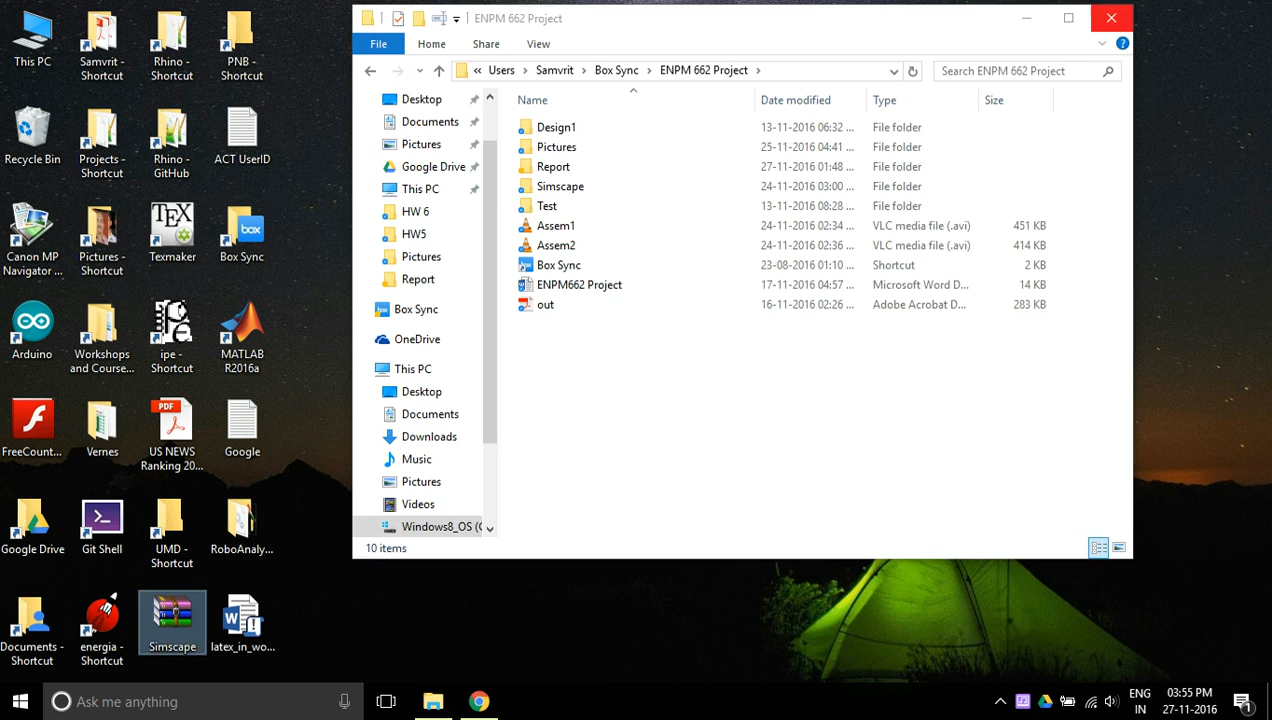 This PC
Samvrit -
Shortcut
Rhino -
Shortcut
PNB -
Shortcut
Recycle Bin
Projects -
Shortcut
Rhino -
GitHub
ACT UserID
Canon MP
Navigator ...
Pictures -
Shortcut
TEX
Texmaker
box
Box Sync
Arduino
Workshops
and Course...
ipe -
Shortcut
MATLAB
R2016a
FreeCount...
Vernes
PDF
US NEWS
Ranking 20...
Google
Google Drive
Git Shell
UMD -
Shortcut
RoboAnaly...
Documents -
Shortcut
energia -
Shortcut
Simscape
latex_in_wo...
ENPM 662 Project
File Home Share View
« Users Samvrit Box Sync ENPM 662 Project
Search ENPM 662 Project
Desktop
Documents
Pictures
Google Drive
This PC
HW 6
HW5
Pictures
Report
Box Sync
OneDrive
This PC
Desktop
Documents
Downloads
Music
Pictures
Videos
Windows8_OS (C
Name Date modified Type Size
Design1 13-11-2016 06:32 ... File folder
Pictures 25-11-2016 04:41 ... File folder
Report 27-11-2016 01:48 ... File folder
Simscape 24-11-2016 03:00 ... File folder
Test 13-11-2016 08:28 ... File folder
Assem1 24-11-2016 02:34 ... VLC media file (.avi) 451 KB
Assem2 24-11-2016 02:36 ... VLC media file (.avi) 414 KB
Box Sync 23-08-2016 01:10 ... Shortcut 2 KB
ENPM662 Project 17-11-2016 04:57 ... Microsoft Word D... 14 KB
out 16-11-2016 02:26 ... Adobe Acrobat D... 283 KB
10 items
Ask me anything
ENG
IN
03:55 PM
27-11-2016
1